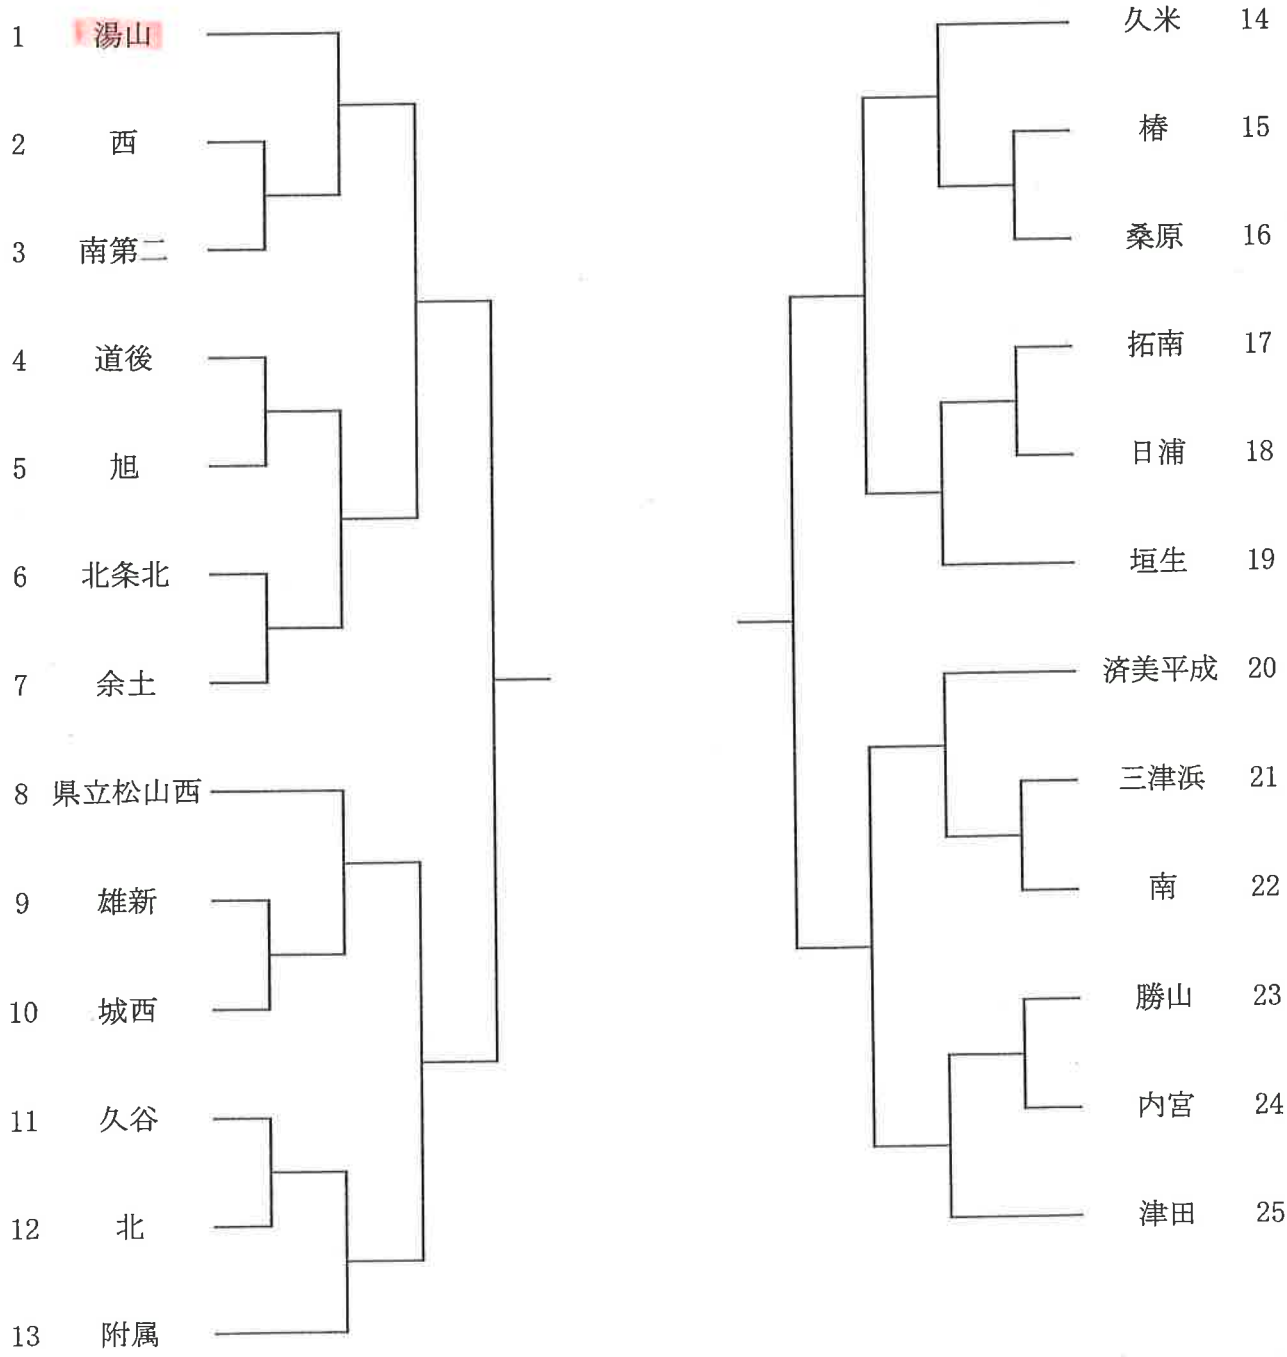 1 湯山
2 西
3 南第二
4 道後
5 旭
6 北条北
7 余土
8 県立松山西
9 雄新
10 城西
11 久谷
12 北
13 附属
久米 14
椿 15
桑原 16
拓南 17
日浦 18
垣生 19
済美平成 20
三津浜 21
南 22
勝山 23
内宮 24
津田 25